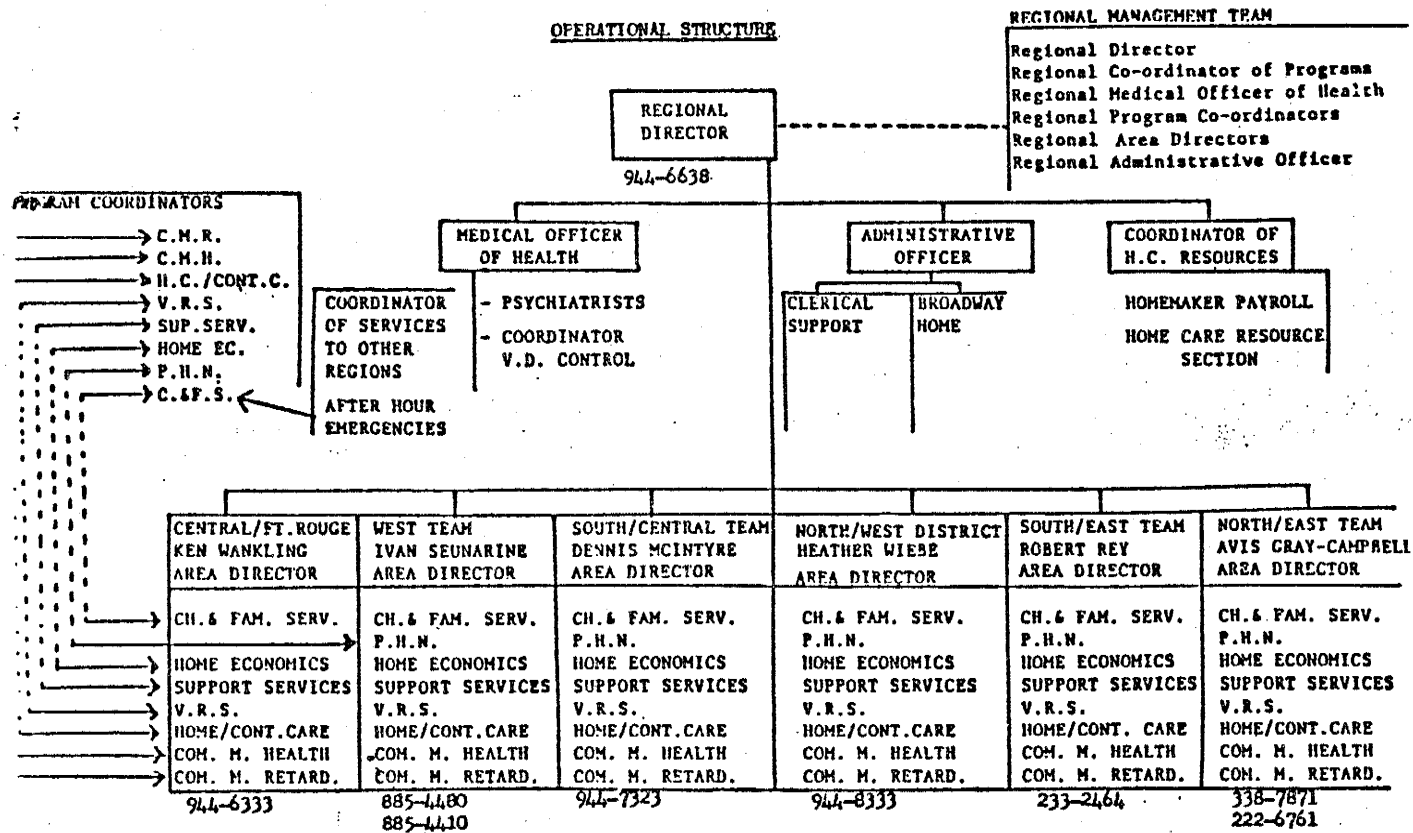 OPERATIONAL STRUCTURE
REGIONAL MANAGEMENT TEAM
Regional Director
Regional Co-ordinator of Programs
Regional Medical Officer of Health
Regional Program Co-ordinators
Regional Area Directors
Regional Administrative Officer
REGIONAL
DIRECTOR
944-6638
PROGRAM COORDINATORS
C.M.R.
C.M.H.
H.C./CONT.C.
V.R.S.
SUP.SERV.
HOME EC.
P.H.N.
C.&F.S.
COORDINATOR
OF SERVICES
TO OTHER
REGIONS
AFTER HOUR
EMERGENCIES
MEDICAL OFFICER
OF HEALTH
- PSYCHIATRISTS
- COORDINATOR
V.D. CONTROL
ADMINISTRATIVE
OFFICER
CLERICAL
SUPPORT
BROADWAY
HOME
COORDINATOR OF
H.C. RESOURCES
HOMEMAKER PAYROLL
HOME CARE RESOURCE
SECTION
CENTRAL/FT.ROUGE
KEN WANKLING
AREA DIRECTOR
CH.& FAM. SERV.
HOME ECONOMICS
SUPPORT SERVICES
V.R.S.
HOME/CONT.CARE
COM. M. HEALTH
COM. M. RETARD.
944-6333
WEST TEAM
IVAN SEUNARINE
AREA DIRECTOR
CH.& FAM. SERV.
P.H.N.
HOME ECONOMICS
SUPPORT SERVICES
V.R.S.
HOME/CONT.CARE
COM. M. HEALTH
COM. M. RETARD.
885-4480
885-4410
SOUTH/CENTRAL TEAM
DENNIS MCINTYRE
AREA DIRECTOR
CH.& FAM. SERV.
P.H.N.
HOME ECONOMICS
SUPPORT SERVICES
V.R.S.
HOME/CONT.CARE
COM. M. HEALTH
COM. M. RETARD.
944-7323
NORTH/WEST DISTRICT
HEATHER WIEBE
AREA DIRECTOR
CH.& FAM. SERV.
P.H.N.
HOME ECONOMICS
SUPPORT SERVICES
V.R.S.
HOME/CONT.CARE
COM. M. HEALTH
COM. M. RETARD.
944-8333
SOUTH/EAST TEAM
ROBERT REY
AREA DIRECTOR
CH.& FAM. SERV.
P.H.N.
HOME ECONOMICS
SUPPORT SERVICES
V.R.S.
HOME/CONT. CARE
COM. M. HEALTH
COM. M. RETARD.
233-2464
NORTH/EAST TEAM
AVIS GRAY-CAMPBELL
AREA DIRECTOR
CH.& FAM. SERV.
P.H.N.
HOME ECONOMICS
SUPPORT SERVICES
V.R.S.
HOME/CONT.CARE
COM. M. HEALTH
COM. M. RETARD.
338-7871
222-6761